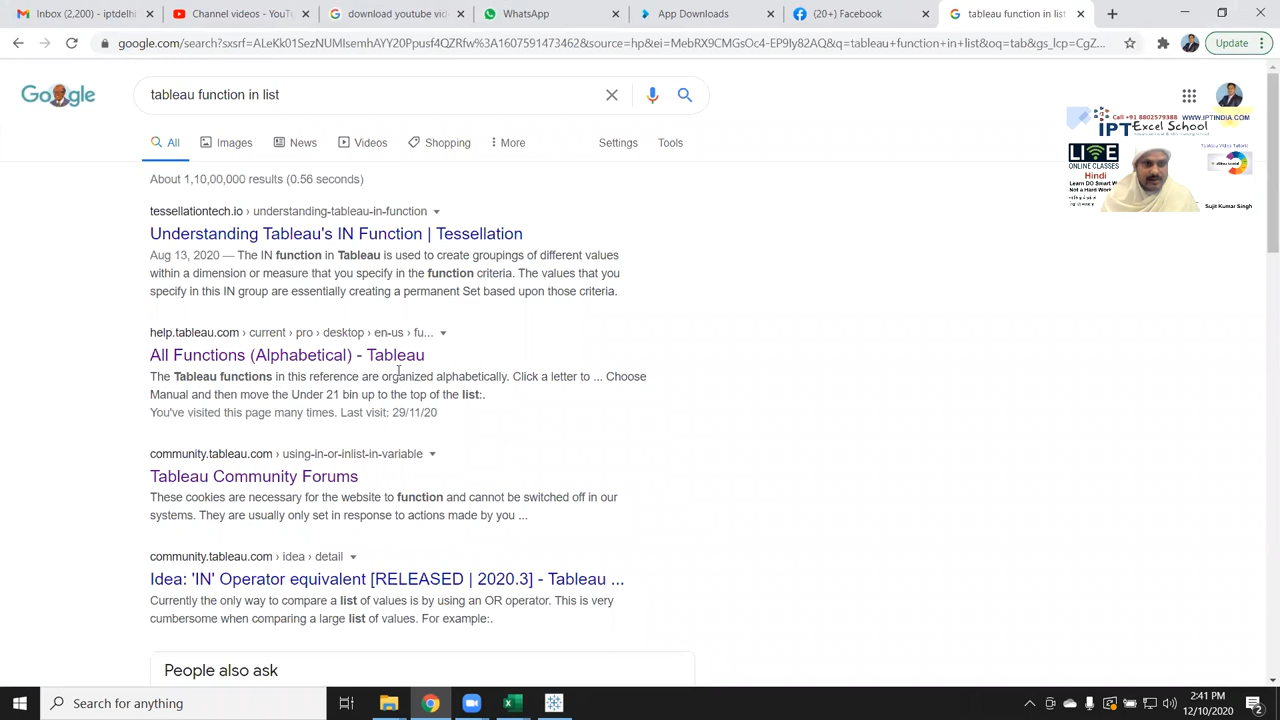 Inbox (2,200) - iptdelhi
Channel videos - YouT
download youtube vid
WhatsApp
App Downloads
(20+) Facebook
tableau function in list
google.com/search?sxsrf=ALeKk01SezNUMIsemhAYY20Ppusf4QZRfw%3A1607591473462&source=hp&ei=MebRX9CMGsOc4-EP9Iy82AQ&q=tableau+function+in+list&oq=tab&gs_lcp=CgZ...
Update
Google
tableau function in list
All
Images
News
Videos
Shopping
More
Settings
Tools
Call +91 8802579388 WWW.IPTINDIA.COM
IPT Excel School
LIVE
ONLINE CLASSES
Hindi
Learn DO Smart W
Not a Hard Work
Sujit Kumar Singh
About 1,10,00,000 results (0.56 seconds)
tessellationtech.io › understanding-tableau-in-function
Understanding Tableau's IN Function | Tessellation
Aug 13, 2020 — The IN function in Tableau is used to create groupings of different values
within a dimension or measure that you specify in the function criteria. The values that you
specify in this IN group are essentially creating a permanent Set based upon those criteria.
help.tableau.com › current › pro › desktop › en-us › fu...
All Functions (Alphabetical) - Tableau
The Tableau functions in this reference are organized alphabetically. Click a letter to ... Choose
Manual and then move the Under 21 bin up to the top of the list:.
You've visited this page many times. Last visit: 29/11/20
community.tableau.com › using-in-or-inlist-in-variable
Tableau Community Forums
These cookies are necessary for the website to function and cannot be switched off in our
systems. They are usually only set in response to actions made by you ...
community.tableau.com › idea › detail
Idea: 'IN' Operator equivalent [RELEASED | 2020.3] - Tableau ...
Currently the only way to compare a list of values is by using an OR operator. This is very
cumbersome when comparing a large list of values. For example:.
People also ask
Search for anything
2:41 PM
12/10/2020
2